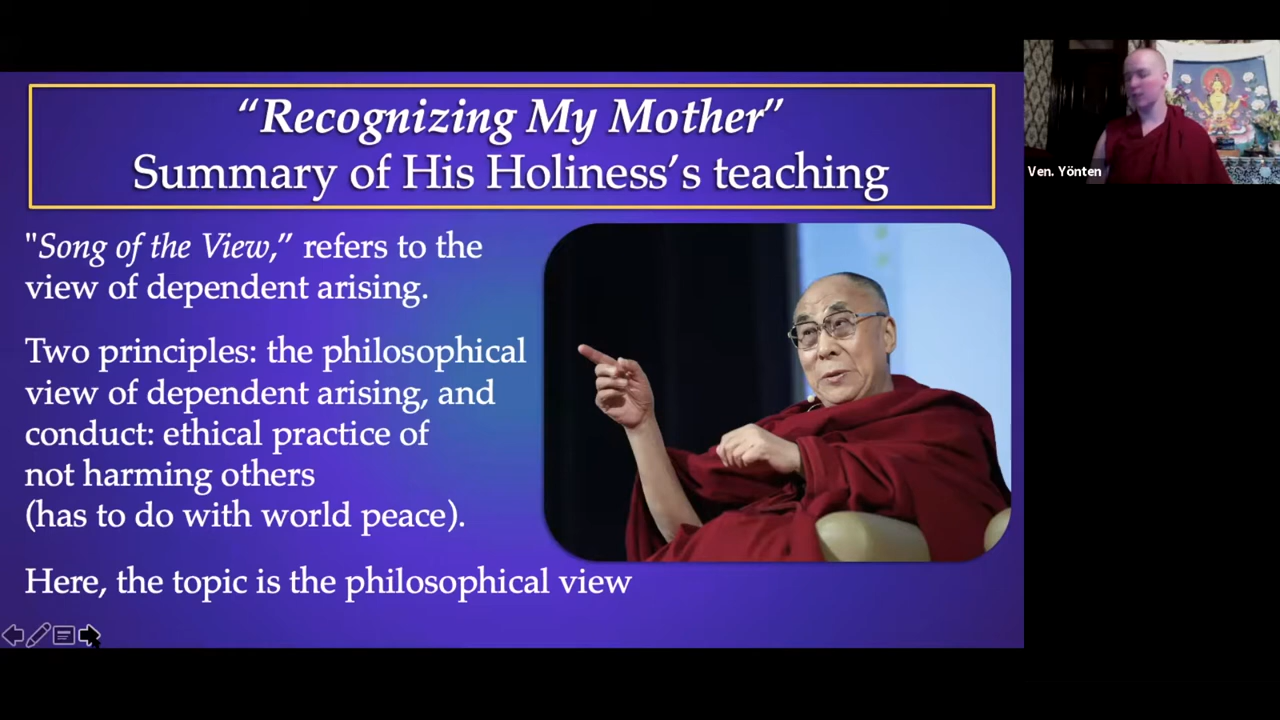 “Recognizing My Mother”
Summary of His Holiness’s teaching
"Song of the View,” refers to the
view of dependent arising.
Two principles: the philosophical
view of dependent arising, and
conduct: ethical practice of
not harming others
(has to do with world peace).
Here, the topic is the philosophical view
Ven. Yönten